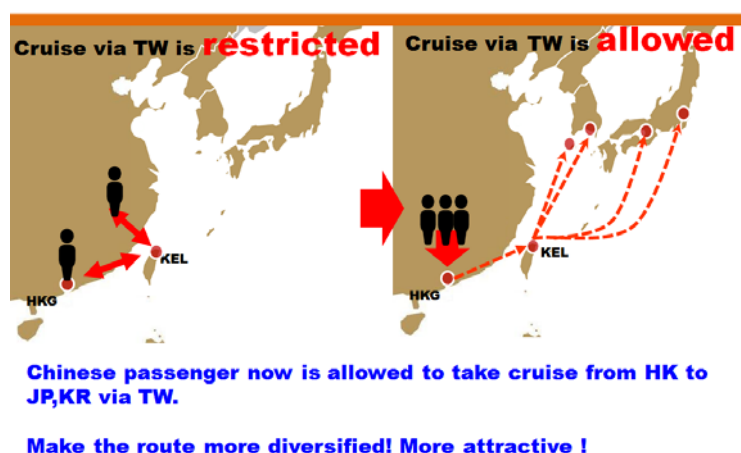 Cruise via TW is restricted
Cruise via TW is allowed
KEL
HKG
KEL
HKG
Chinese passenger now is allowed to take cruise from HK to
JP,KR via TW.
Make the route more diversified! More attractive !